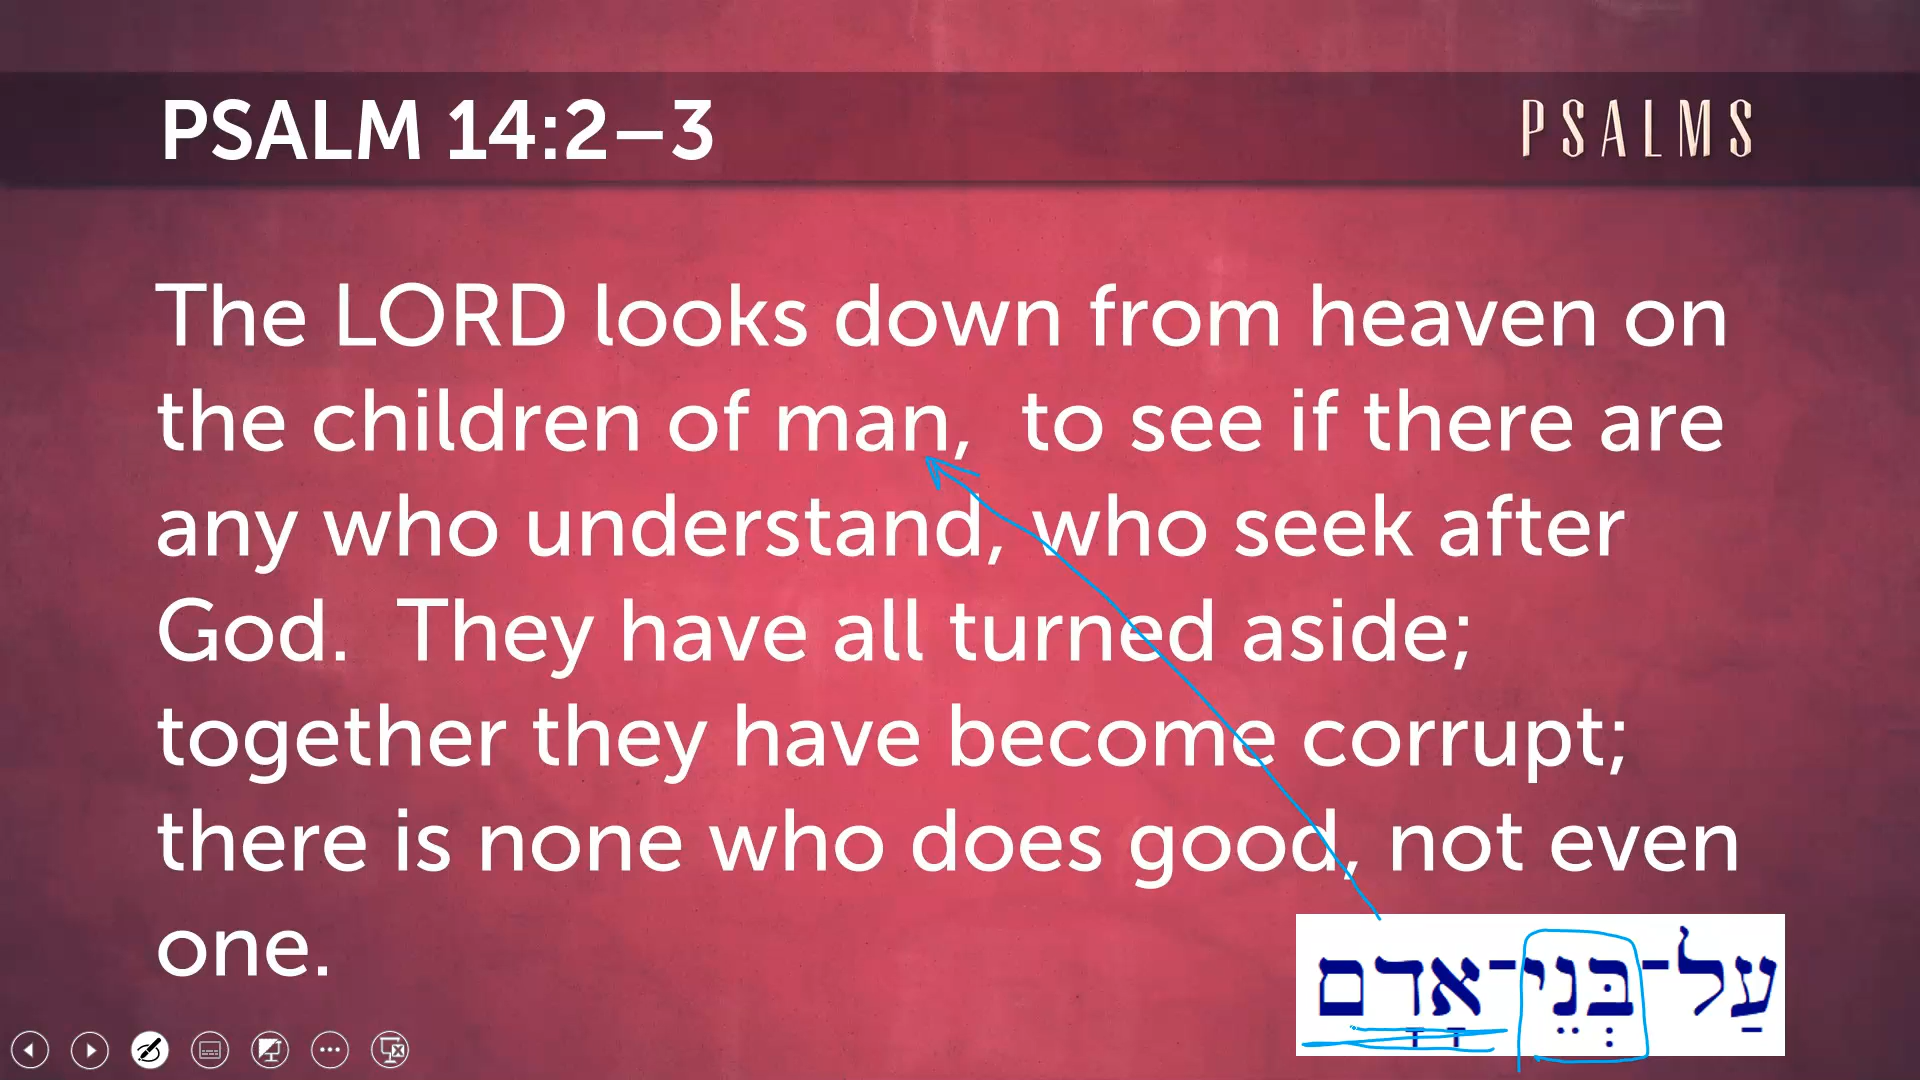 PSALM 14:2–3
PSALMS
The LORD looks down from heaven on
the children of man,  to see if there are
any who understand, who seek after
God.  They have all turned aside;
together they have become corrupt;
there is none who does good, not even
one.
עַל־בְּנֵי־אָדָם